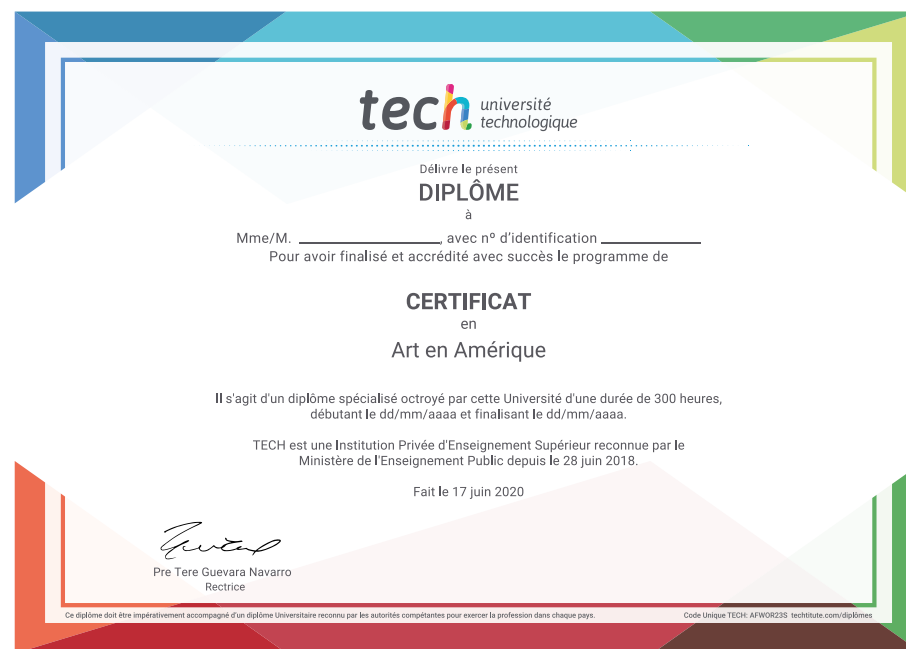 tech université
technologique
Délivre le présent
DIPLÔME
à
Mme/M. ____________________, avec nº d'identification ______________
Pour avoir finalisé et accrédité avec succès le programme de
CERTIFICAT
en
Art en Amérique
Il s'agit d'un diplôme spécialisé octroyé par cette Université d'une durée de 300 heures,
débutant le dd/mm/aaaa et finalisant le dd/mm/aaaa.
TECH est une Institution Privée d'Enseignement Supérieur reconnue par le
Ministère de l'Enseignement Public depuis le 28 juin 2018.
Fait le 17 juin 2020
Pre Tere Guevara Navarro
Rectrice
Ce diplôme doit être impérativement accompagné d'un diplôme Universitaire reconnu par les autorités compétantes pour exercer la profession dans chaque pays. Code Unique TECH: AFWOR23S techtitute.com/diplômes